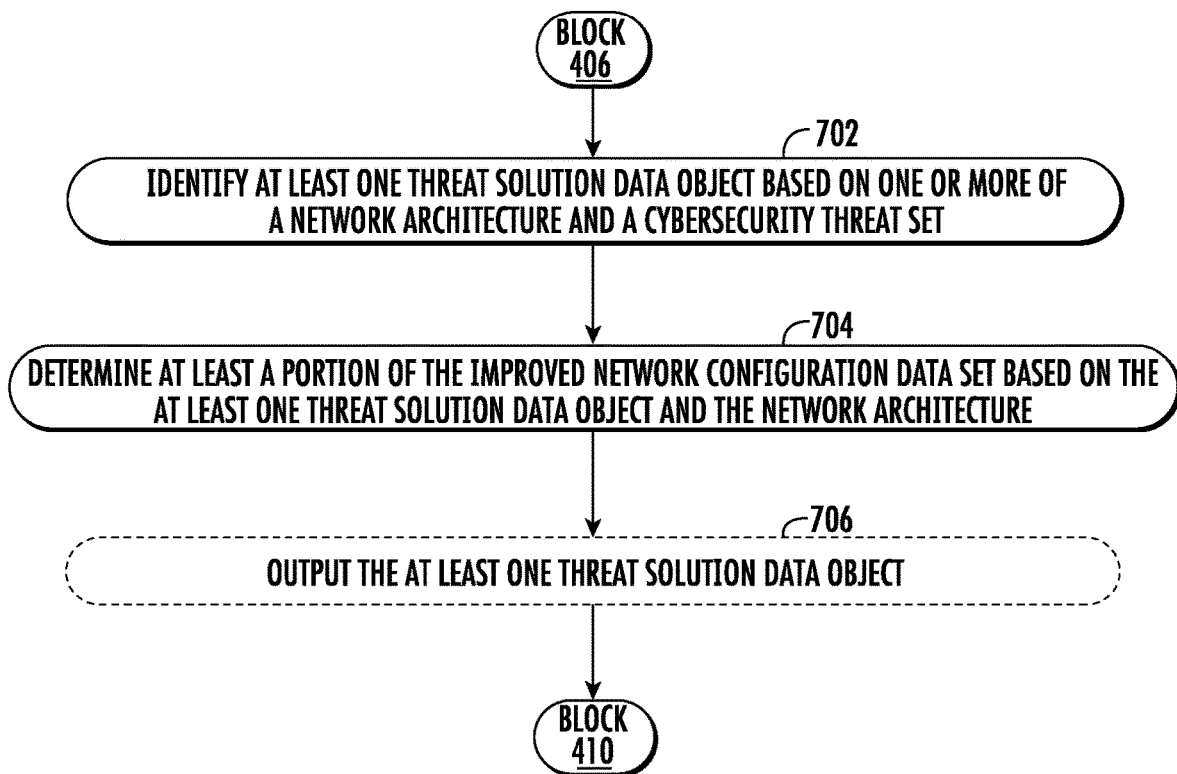 BLOCK
406
702
IDENTIFY AT LEAST ONE THREAT SOLUTION DATA OBJECT BASED ON ONE OR MORE OF
A NETWORK ARCHITECTURE AND A CYBERSECURITY THREAT SET
704
DETERMINE AT LEAST A PORTION OF THE IMPROVED NETWORK CONFIGURATION DATA SET BASED ON THE
AT LEAST ONE THREAT SOLUTION DATA OBJECT AND THE NETWORK ARCHITECTURE
706
OUTPUT THE AT LEAST ONE THREAT SOLUTION DATA OBJECT
BLOCK
410